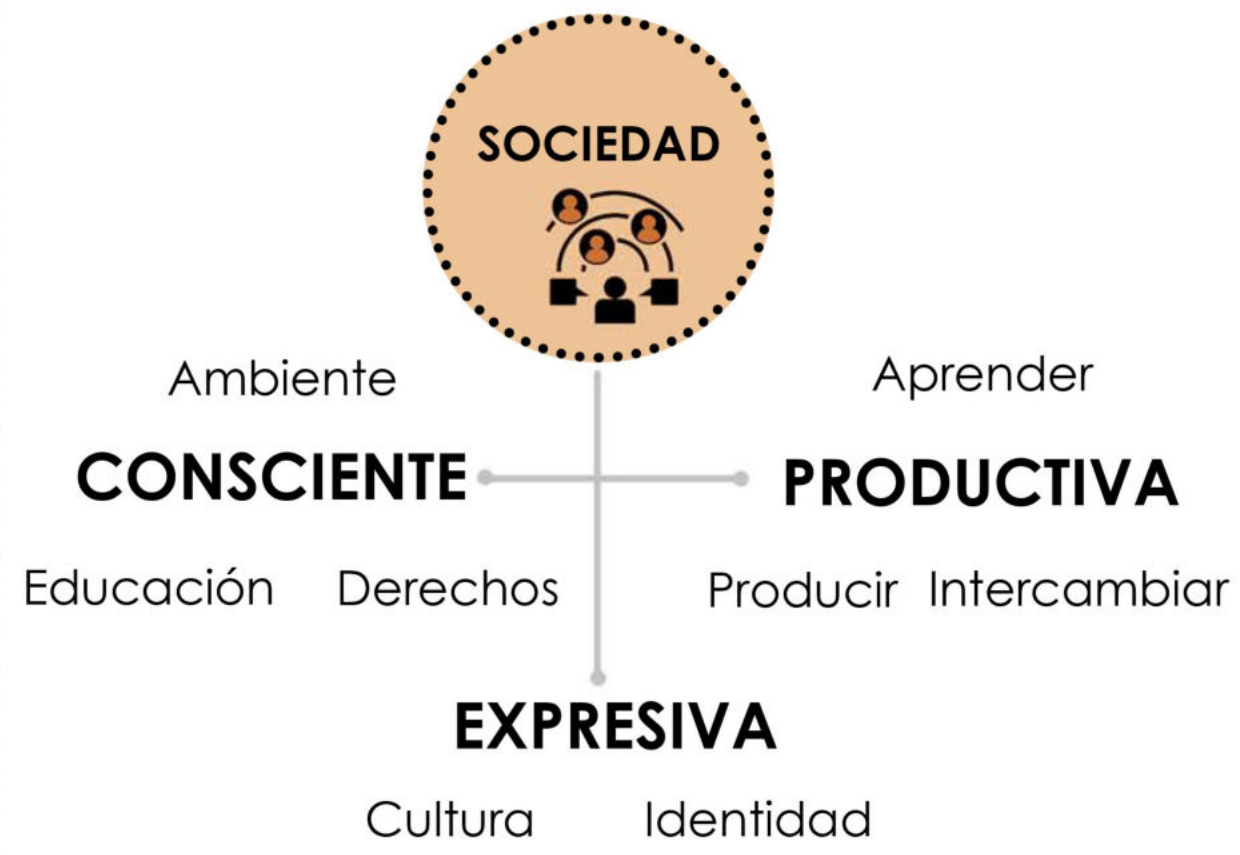 SOCIEDAD
Ambiente
CONSCIENTE
Educación Derechos
Aprender
PRODUCTIVA
Producir Intercambiar
EXPRESIVA
Cultura Identidad